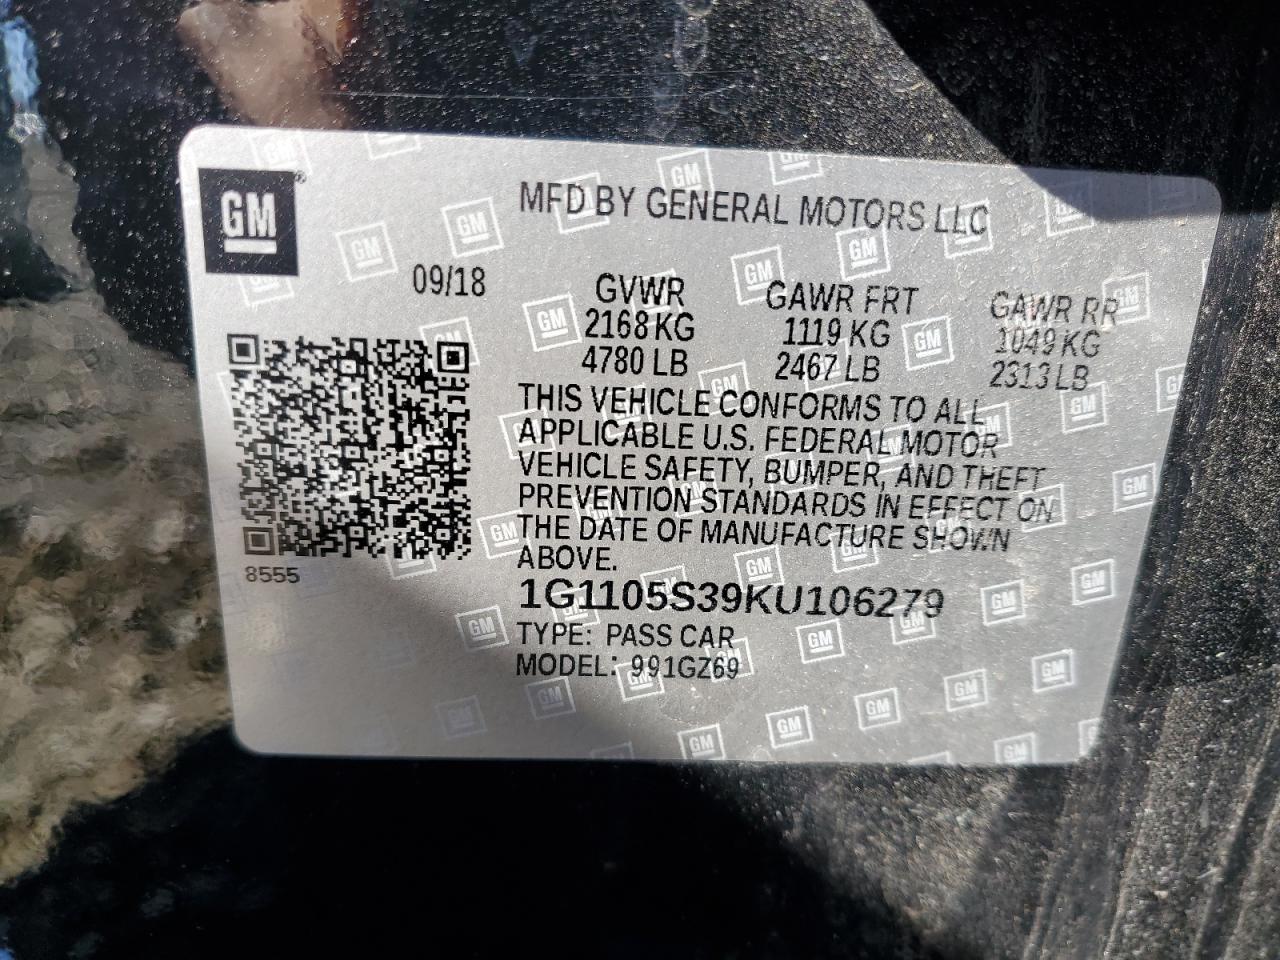 GM
MFD BY GENERAL MOTORS LLC
09/18
GVWR GAWR FRT GAWR RR
2168 KG 1119 KG 1049 KG
4780 LB 2467 LB 2313 LB
THIS VEHICLE CONFORMS TO ALL
APPLICABLE U.S. FEDERAL MOTOR
VEHICLE SAFETY, BUMPER, AND THEFT
PREVENTION STANDARDS IN EFFECT ON
THE DATE OF MANUFACTURE SHOWN
ABOVE.
8555
1G1105S39KU106279
TYPE: PASS CAR
MODEL: 991GZ69